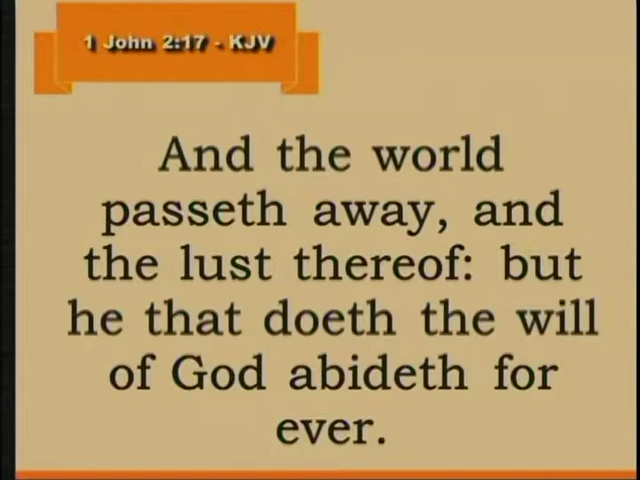 1 John 2:17 - KJV
And the world
passeth away, and
the lust thereof: but
he that doeth the will
of God abideth for
ever.